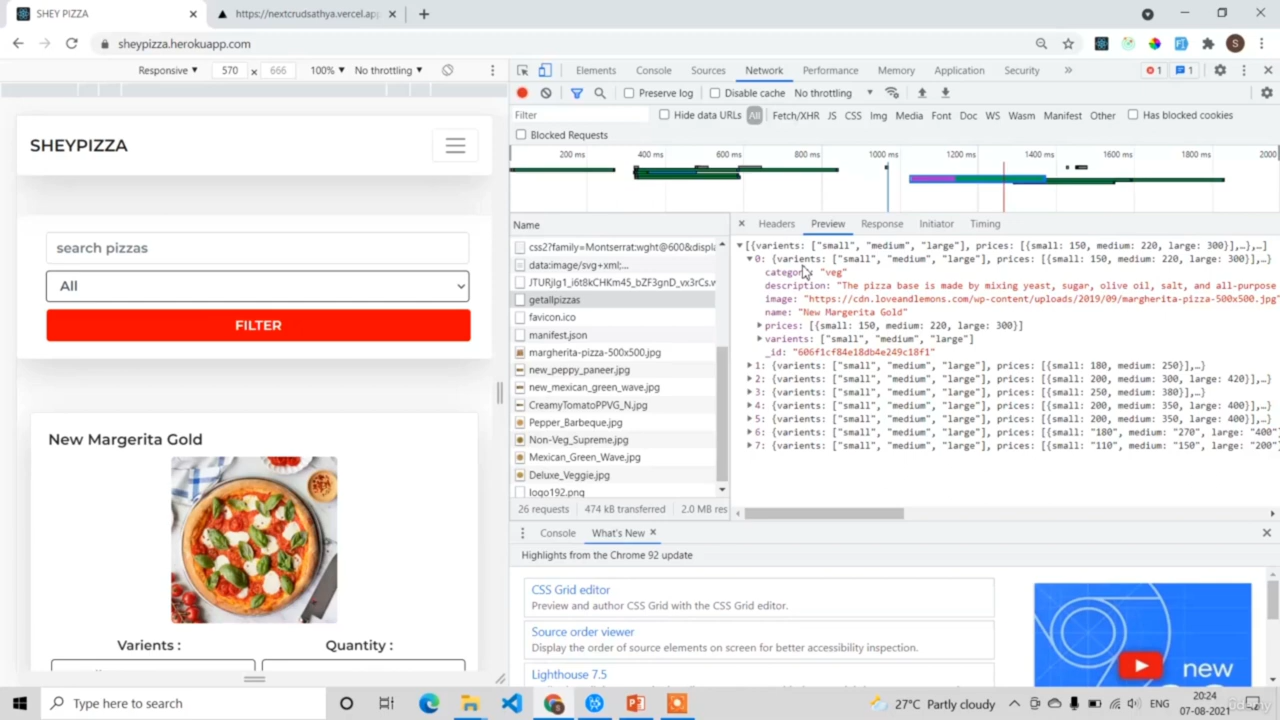 SHEY PIZZA
https://nextcrudsathya.vercel.app
sheypizza.herokuapp.com
S
Responsive
570
x
666
100%
No throttling
Elements
Console
Sources
Network
Performance
Memory
Application
Security
1
1
Preserve log
Disable cache
No throttling
Filter
Hide data URLs
All
Fetch/XHR
JS
CSS
Img
Media
Font
Doc
WS
Wasm
Manifest
Other
Has blocked cookies
Blocked Requests
200 ms
400 ms
600 ms
800 ms
1000 ms
1200 ms
1400 ms
1600 ms
1800 ms
2000
SHEYPIZZA
search pizzas
All
FILTER
New Margerita Gold
Varients :
Quantity :
Name
css2?family=Montserrat:wght@600&displa
data:image/svg+xml;...
getallpizzas
favicon.ico
manifest.json
margherita-pizza-500x500.jpg
new_peppy_paneer.jpg
new_mexican_green_wave.jpg
CreamyTomatoPPVG_N.jpg
Pepper_Barbeque.jpg
Non-Veg_Supreme.jpg
Mexican_Green_Wave.jpg
Deluxe_Veggie.jpg
logo192.png
26 requests
474 kB transferred
2.0 MB res
Headers
Preview
Response
Initiator
Timing
[{varients: ["small", "medium", "large"], prices: [{small: 150, medium: 220, large: 300}],…},…]
0: {varients: ["small", "medium", "large"], prices: [{small: 150, medium: 220, large: 300}],…}
category: "veg"
description: "The pizza base is made by mixing yeast, sugar, olive oil, salt, and all-purpose
image: "https://cdn.loveandlemons.com/wp-content/uploads/2019/09/margherita-pizza-500x500.jpg"
name: "New Margerita Gold"
prices: [{small: 150, medium: 220, large: 300}]
varients: ["small", "medium", "large"]
_id: "606f1cf84e18db4e249c18f1"
1: {varients: ["small", "medium", "large"], prices: [{small: 180, medium: 250}],…}
2: {varients: ["small", "medium", "large"], prices: [{small: 200, medium: 300, large: 420}],…}
3: {varients: ["small", "medium", "large"], prices: [{small: 250, medium: 380}],…}
4: {varients: ["small", "medium", "large"], prices: [{small: 200, medium: 350, large: 400}],…}
5: {varients: ["small", "medium", "large"], prices: [{small: 200, medium: 350, large: 400}],…}
6: {varients: ["small", "medium", "large"], prices: [{small: "180", medium: "270", large: "400"
7: {varients: ["small", "medium", "large"], prices: [{small: "110", medium: "150", large: "200"
Console
What's New
Highlights from the Chrome 92 update
CSS Grid editor
Preview and author CSS Grid with the CSS Grid editor.
Source order viewer
Display the order of source elements on screen for better accessibility inspection.
Lighthouse 7.5
new
Type here to search
27°C Partly cloudy
ENG
20:24
07-08-2021